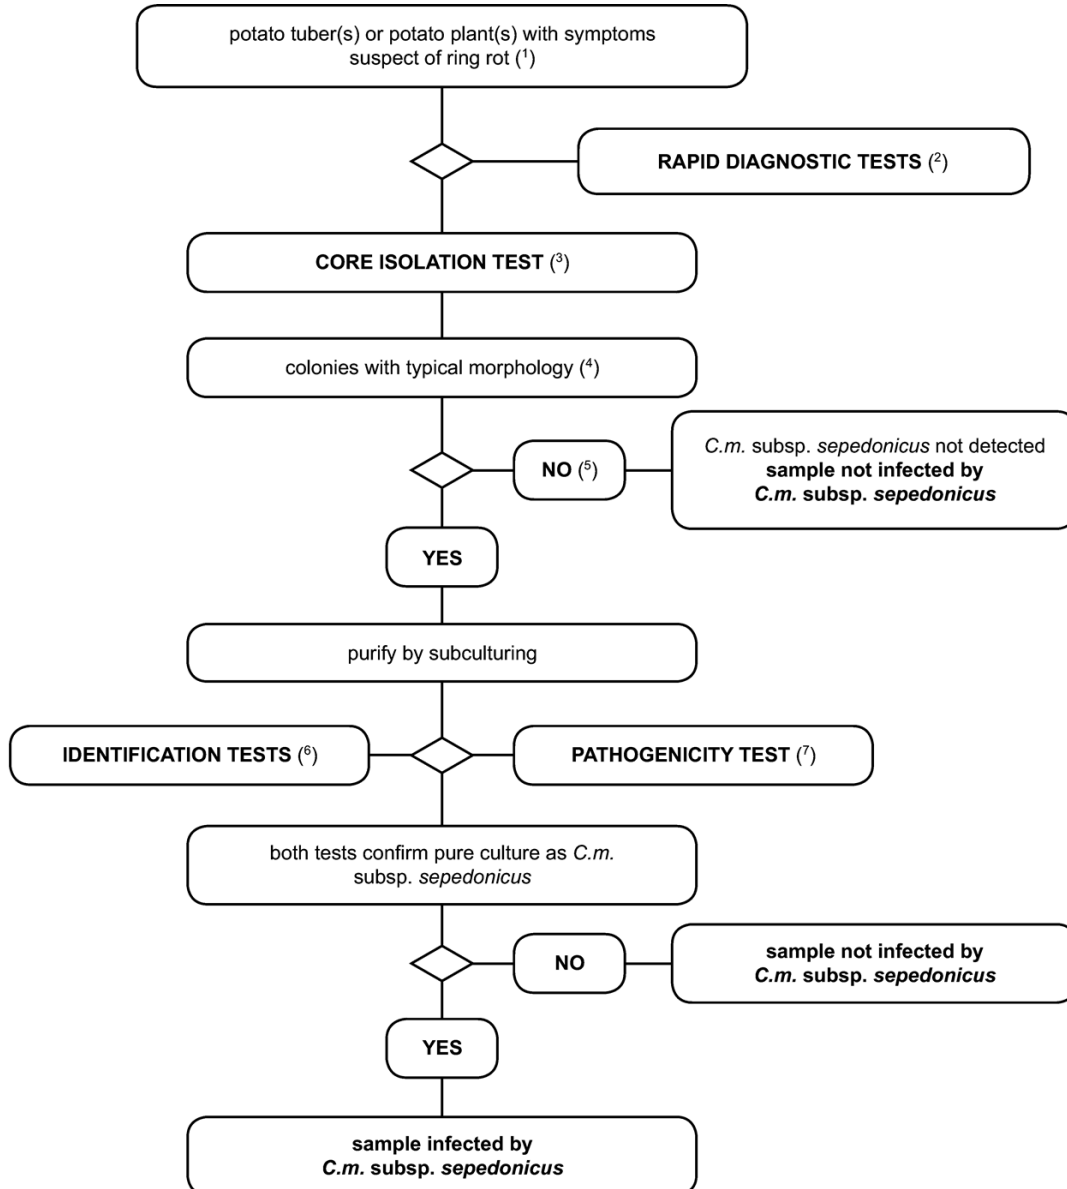 potato tuber(s) or potato plant(s) with symptoms
suspect of ring rot (1)
RAPID DIAGNOSTIC TESTS (2)
CORE ISOLATION TEST (3)
colonies with typical morphology (4)
NO (5)
C.m. subsp. sepedonicus not detected
sample not infected by
C.m. subsp. sepedonicus
YES
purify by subculturing
IDENTIFICATION TESTS (6)
PATHOGENICITY TEST (7)
both tests confirm pure culture as C.m.
subsp. sepedonicus
NO
sample not infected by
C.m. subsp. sepedonicus
YES
sample infected by
C.m. subsp. sepedonicus